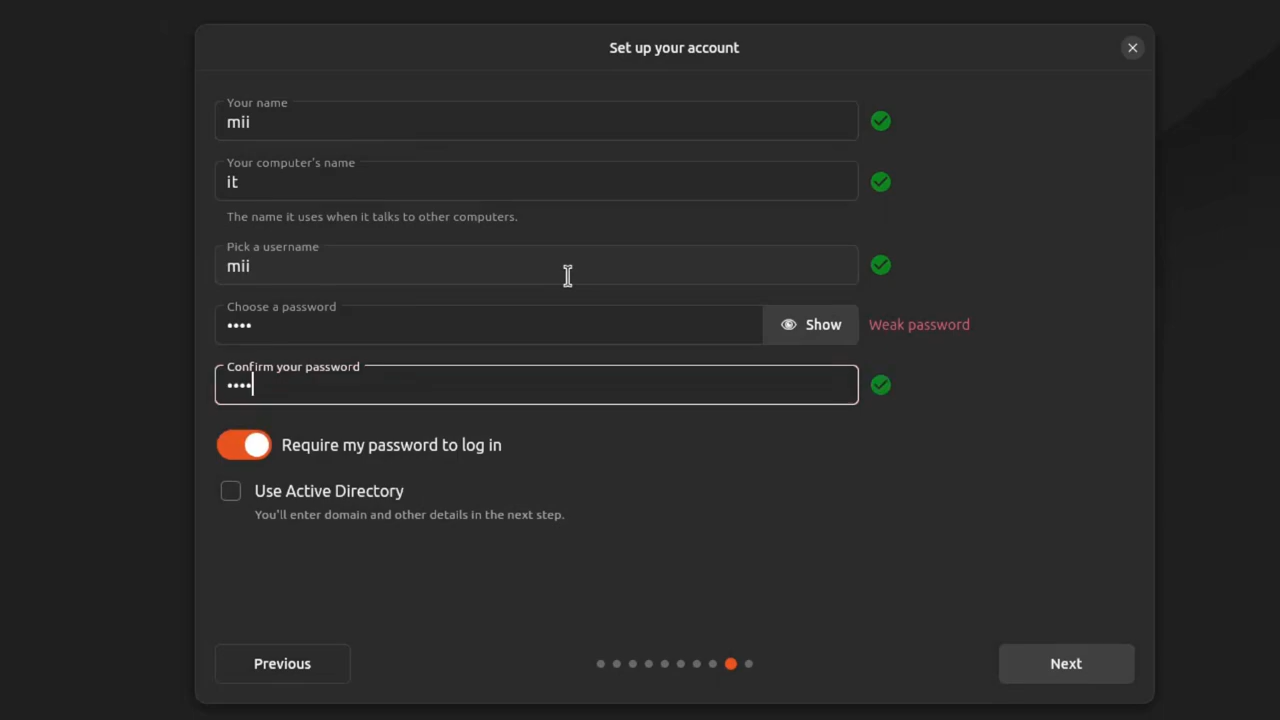 Set up your account
Your name
mii
Your computer's name
it
The name it uses when it talks to other computers.
Pick a username
mii
Choose a password
••••
Show
Weak password
Confirm your password
••••
Require my password to log in
Use Active Directory
You'll enter domain and other details in the next step.
Previous
Next